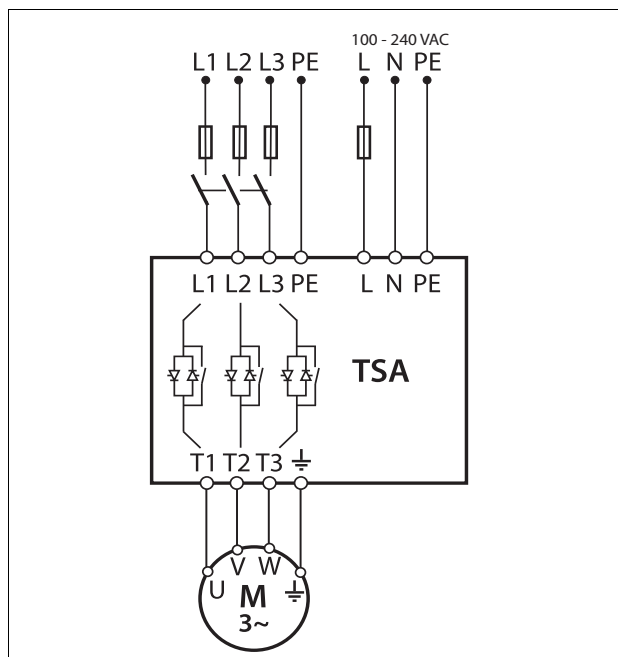 100 - 240 VAC
L1 L2 L3 PE L N PE
L1 L2 L3 PE L N PE
TSA
T1 T2 T3
U V W
M
3~